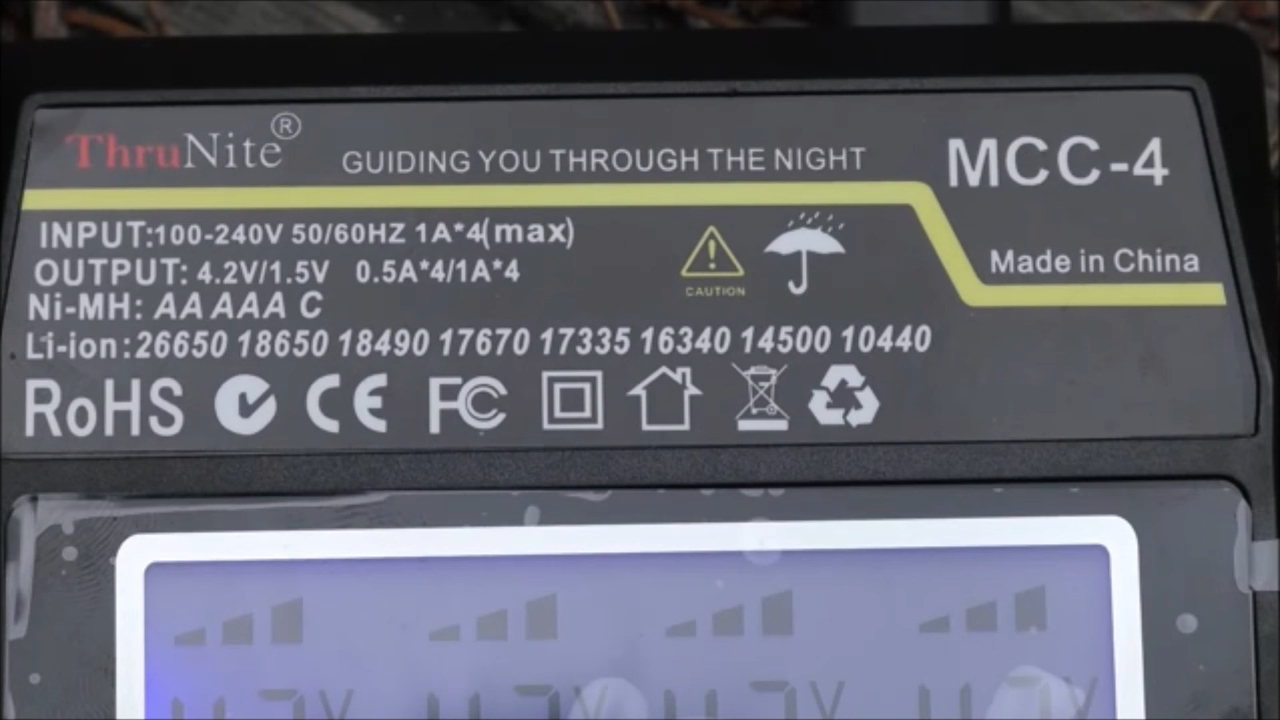 ThruNite® GUIDING YOU THROUGH THE NIGHT MCC-4
INPUT:100-240V 50/60HZ 1A*4(max)
OUTPUT: 4.2V/1.5V 0.5A*4/1A*4
CAUTION
Made in China
Ni-MH: AA AAA C
Li-ion:26650 18650 18490 17670 17335 16340 14500 10440
RoHS CE FC